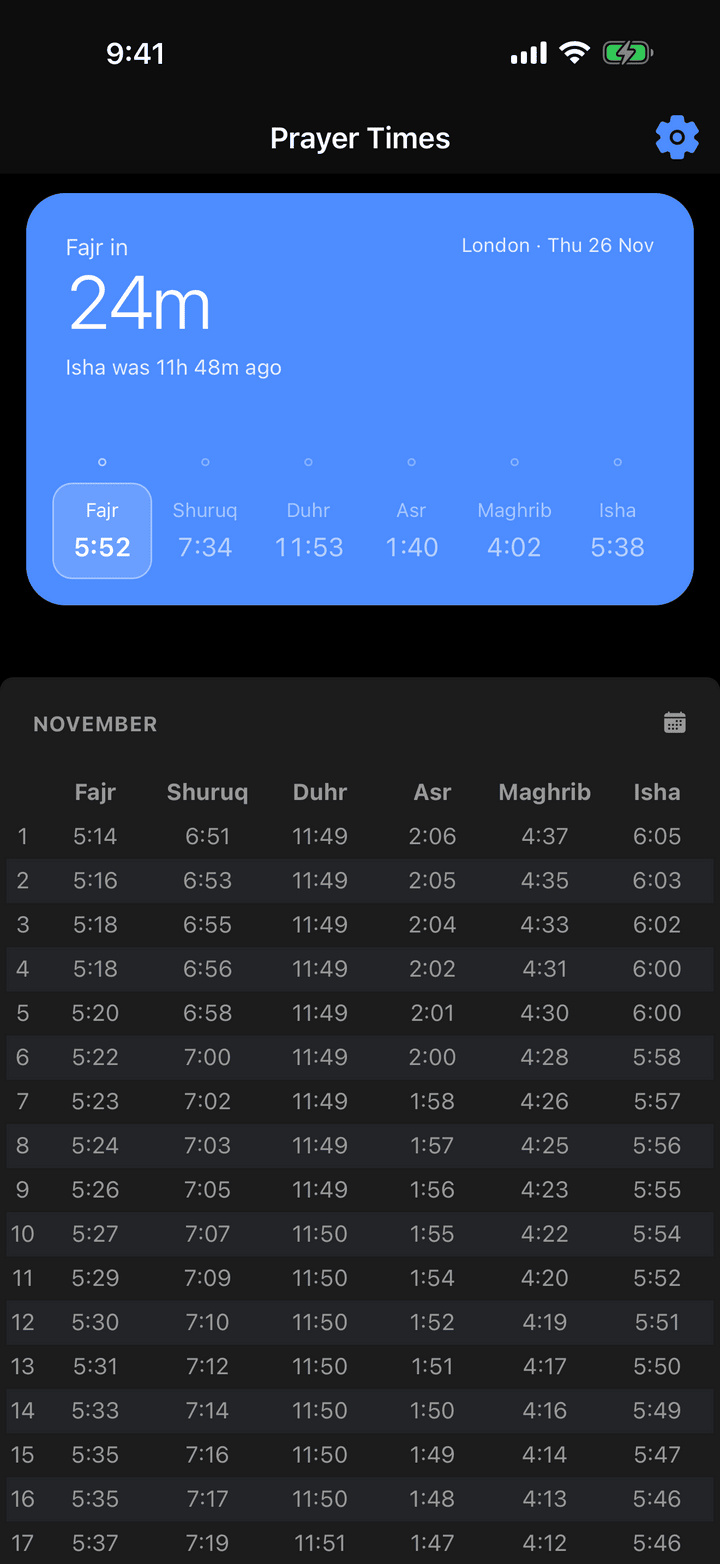 9:41
Prayer Times
Fajr in
London · Thu 26 Nov
24m
Isha was 11h 48m ago
Fajr Shuruq Duhr Asr Maghrib Isha
5:52 7:34 11:53 1:40 4:02 5:38
NOVEMBER
Fajr Shuruq Duhr Asr Maghrib Isha
1 5:14 6:51 11:49 2:06 4:37 6:05
2 5:16 6:53 11:49 2:05 4:35 6:03
3 5:18 6:55 11:49 2:04 4:33 6:02
4 5:18 6:56 11:49 2:02 4:31 6:00
5 5:20 6:58 11:49 2:01 4:30 6:00
6 5:22 7:00 11:49 2:00 4:28 5:58
7 5:23 7:02 11:49 1:58 4:26 5:57
8 5:24 7:03 11:49 1:57 4:25 5:56
9 5:26 7:05 11:49 1:56 4:23 5:55
10 5:27 7:07 11:50 1:55 4:22 5:54
11 5:29 7:09 11:50 1:54 4:20 5:52
12 5:30 7:10 11:50 1:52 4:19 5:51
13 5:31 7:12 11:50 1:51 4:17 5:50
14 5:33 7:14 11:50 1:50 4:16 5:49
15 5:35 7:16 11:50 1:49 4:14 5:47
16 5:35 7:17 11:50 1:48 4:13 5:46
17 5:37 7:19 11:51 1:47 4:12 5:46